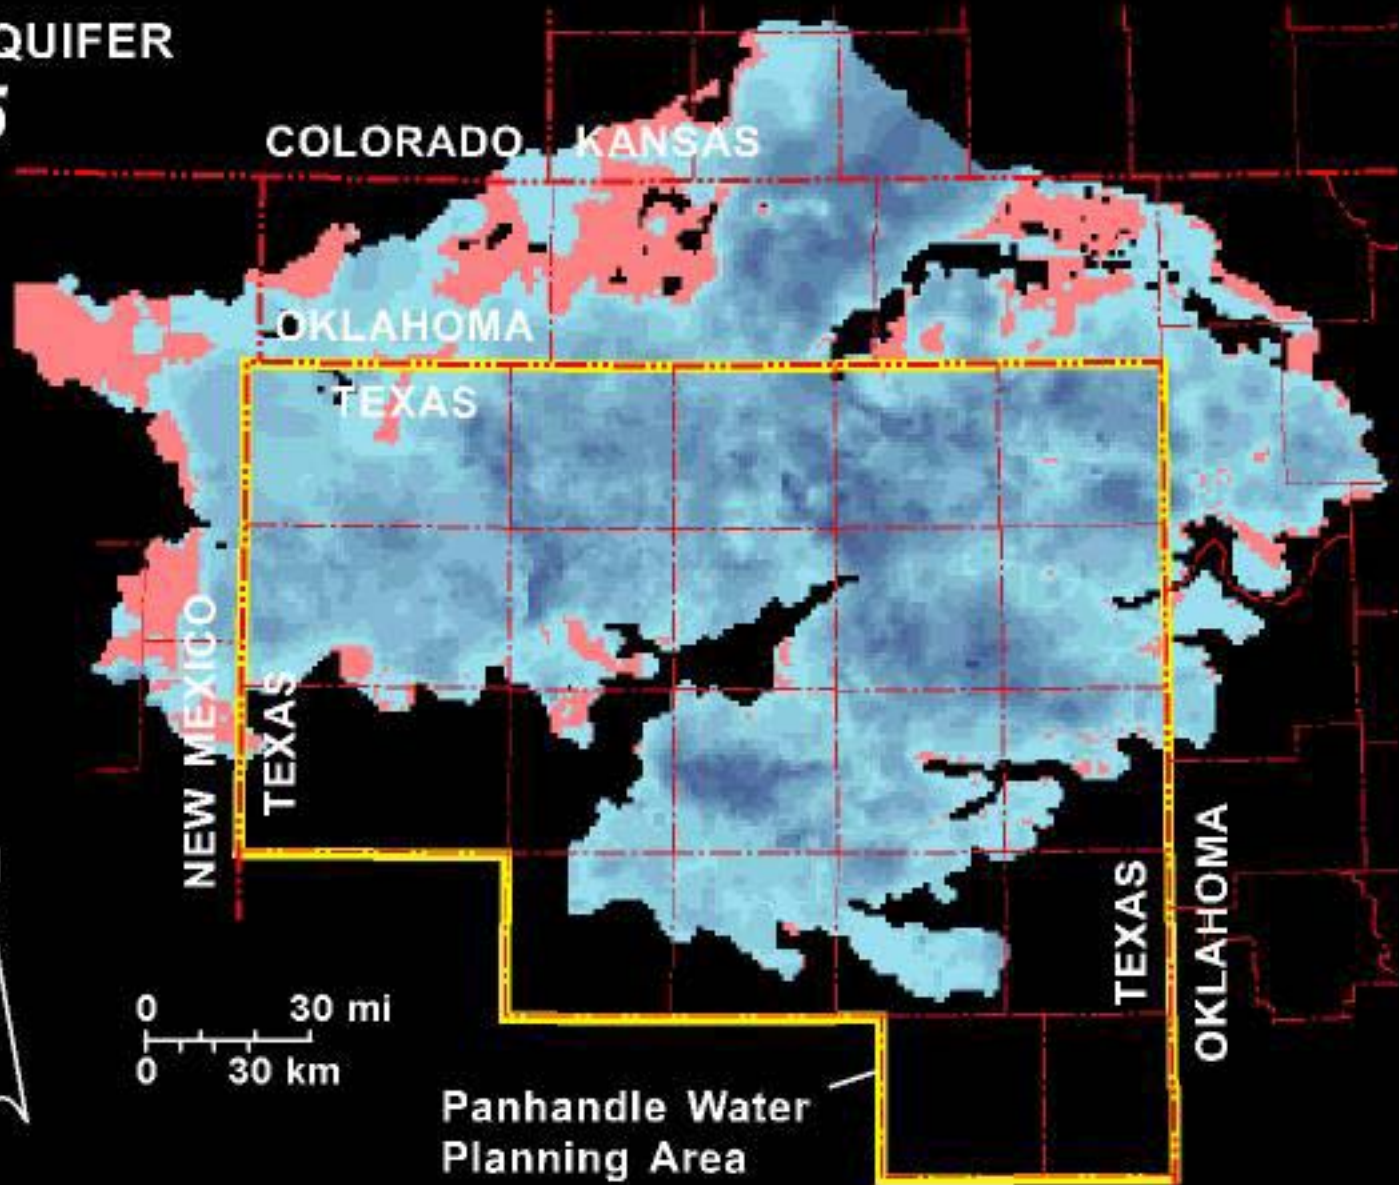 QUIFER
5
COLORADO KANSAS
OKLAHOMA
TEXAS
NEW MEXICO
TEXAS
TEXAS
OKLAHOMA
0 30 mi
0 30 km
Panhandle Water
Planning Area